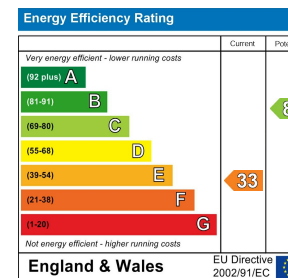 Energy Efficiency Rating
Current
Very energy efficient - lower running costs
(92 plus) A
(81-91) B
(69-80) C
(55-68) D
(39-54) E
33
(21-38) F
(1-20) G
Not energy efficient - higher running costs
England & Wales
EU Directive
2002/91/EC